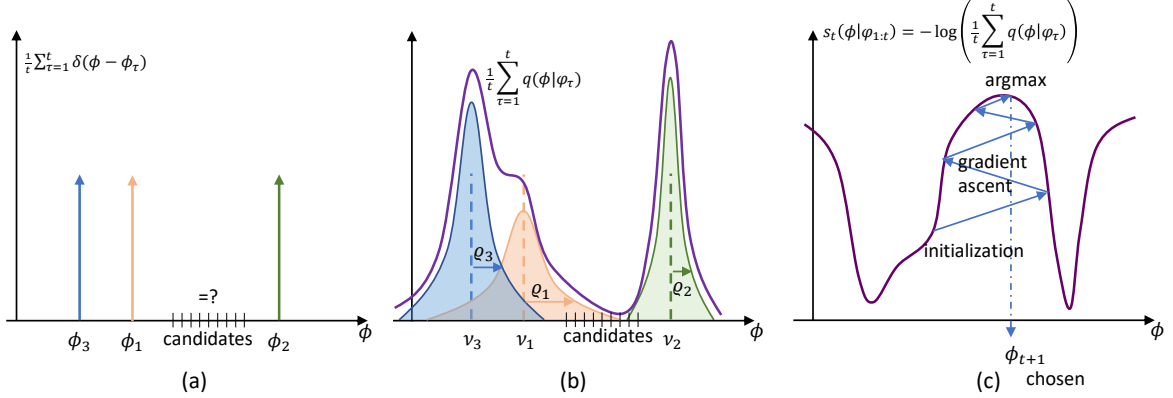 1/t ∑_{τ=1}^{t} δ(ϕ − ϕ_τ)
=?
candidates
ϕ
ϕ_3
ϕ_1
ϕ_2
(a)
1/t ∑_{τ=1}^{t} q(ϕ|φ_τ)
ϱ_3
ϱ_1
ϱ_2
candidates
ϕ
ν_3
ν_1
ν_2
(b)
s_t(ϕ|φ_{1:t}) = −log(1/t ∑_{τ=1}^{t} q(ϕ|φ_τ))
argmax
gradient
ascent
initialization
ϕ
ϕ_{t+1}
chosen
(c)